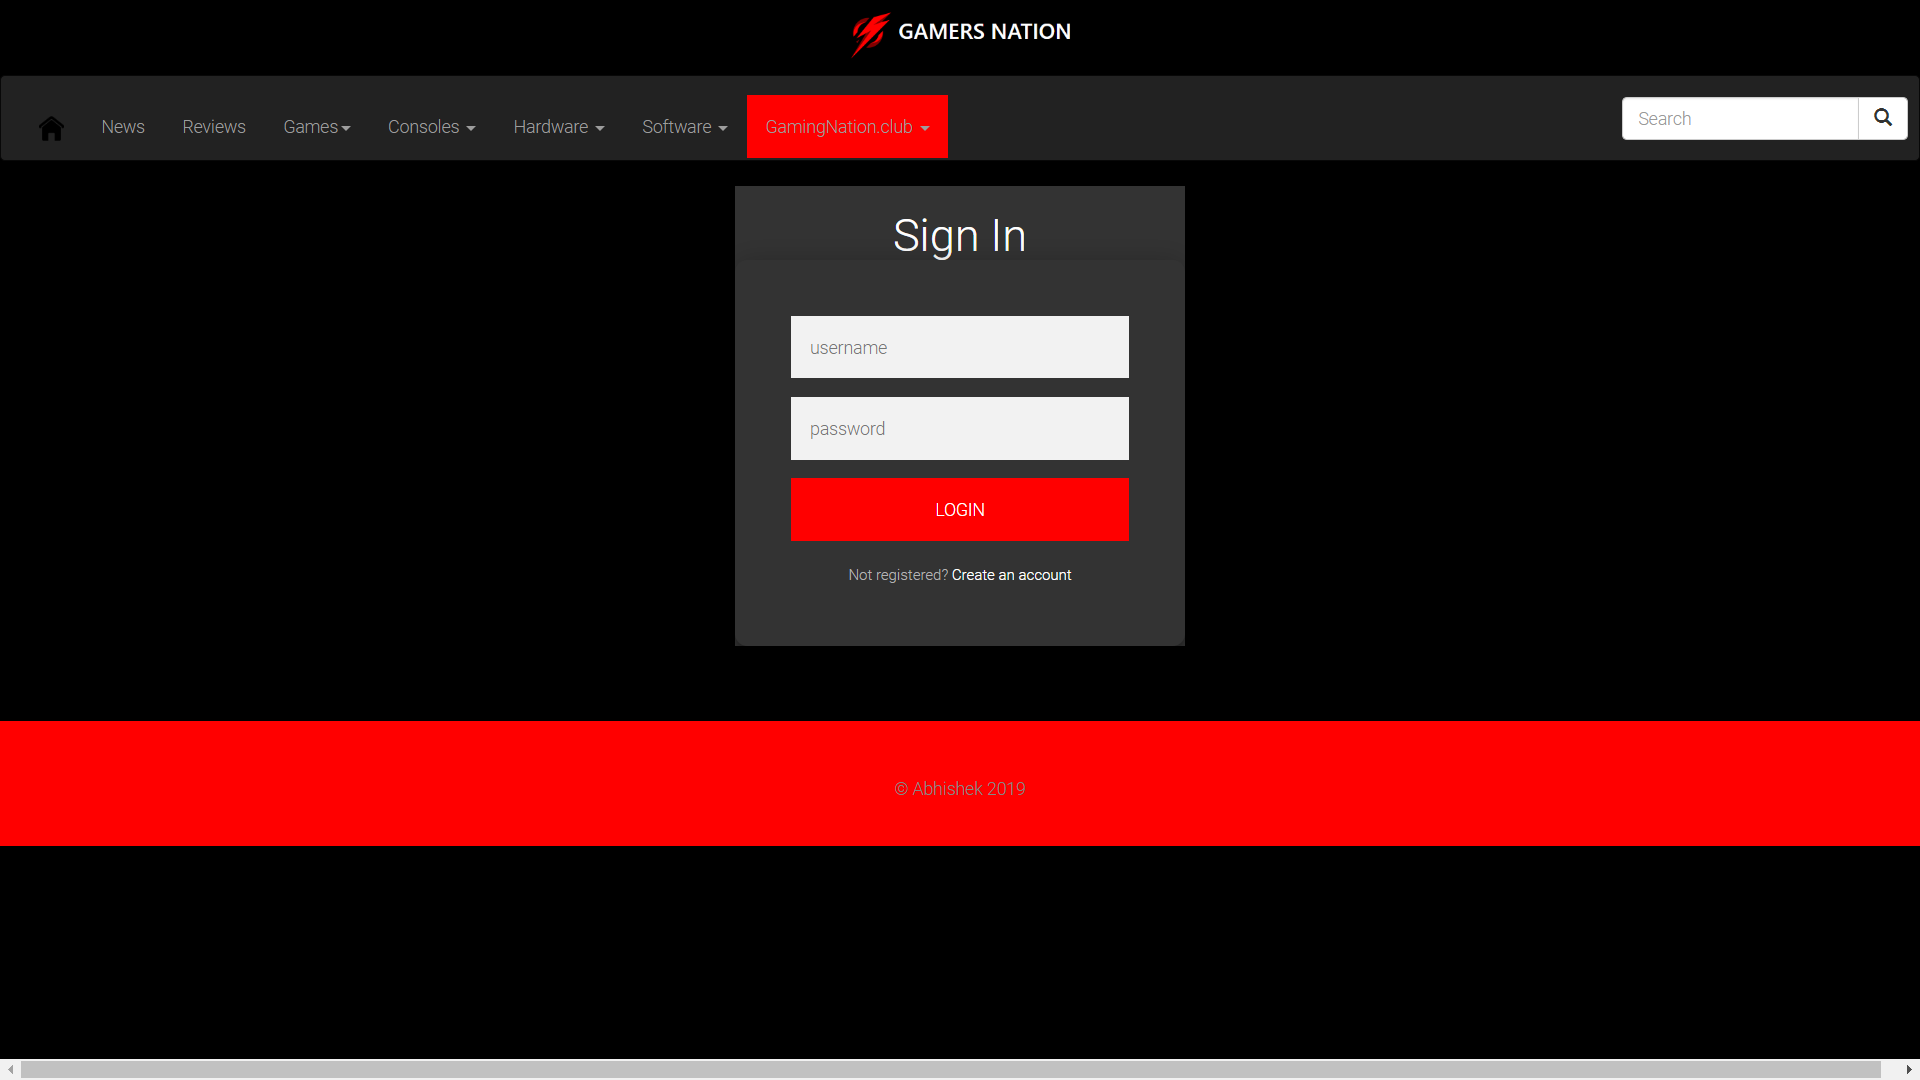 GAMERS NATION
News Reviews Games Consoles Hardware Software GamingNation.club Search
Sign In
username
password
LOGIN
Not registered? Create an account
© Abhishek 2019